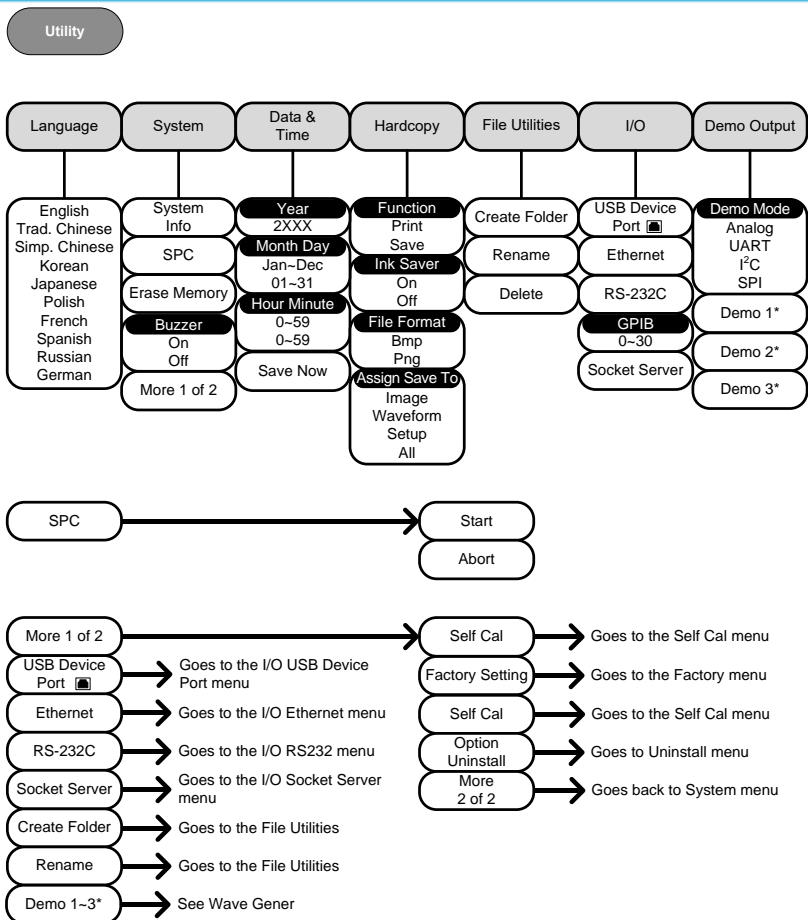 Utility
Language
System
Data &
Time
Hardcopy
File Utilities
I/O
Demo Output
English
Trad. Chinese
Simp. Chinese
Korean
Japanese
Polish
French
Spanish
Russian
German
System
Info
SPC
Erase Memory
Buzzer
On
Off
More 1 of 2
Year
2XXX
Month Day
Jan~Dec
01~31
Hour Minute
0~59
0~59
Save Now
Function
Print
Save
Ink Saver
On
Off
File Format
Bmp
Png
Assign Save To
Image
Waveform
Setup
All
Create Folder
Rename
Delete
USB Device
Port
Ethernet
RS-232C
GPIB
0~30
Socket Server
Demo Mode
Analog
UART
I²C
SPI
Demo 1*
Demo 2*
Demo 3*
SPC
Start
Abort
More 1 of 2
USB Device
Port
Goes to the I/O USB Device
Port menu
Ethernet
Goes to the I/O Ethernet menu
RS-232C
Goes to the I/O RS232 menu
Socket Server
Goes to the I/O Socket Server
menu
Create Folder
Goes to the File Utilities
Rename
Goes to the File Utilities
Demo 1~3*
See Wave Gener
Self Cal
Goes to the Self Cal menu
Factory Setting
Goes to the Factory menu
Self Cal
Goes to the Self Cal menu
Option
Uninstall
Goes to Uninstall menu
More
2 of 2
Goes back to System menu